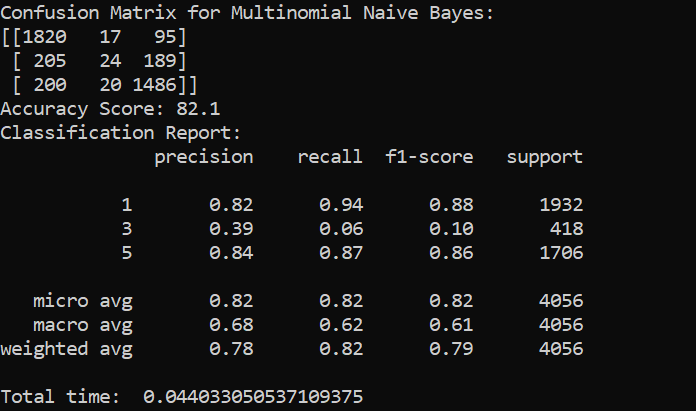 Confusion Matrix for Multinomial Naive Bayes:
[[1820   17   95]
 [ 205   24  189]
 [ 200   20 1486]]
Accuracy Score: 82.1
Classification Report:
              precision    recall  f1-score   support

           1       0.82      0.94      0.88      1932
           3       0.39      0.06      0.10       418
           5       0.84      0.87      0.86      1706

   micro avg       0.82      0.82      0.82      4056
   macro avg       0.68      0.62      0.61      4056
weighted avg       0.78      0.82      0.79      4056

Total time:  0.044033050537109375